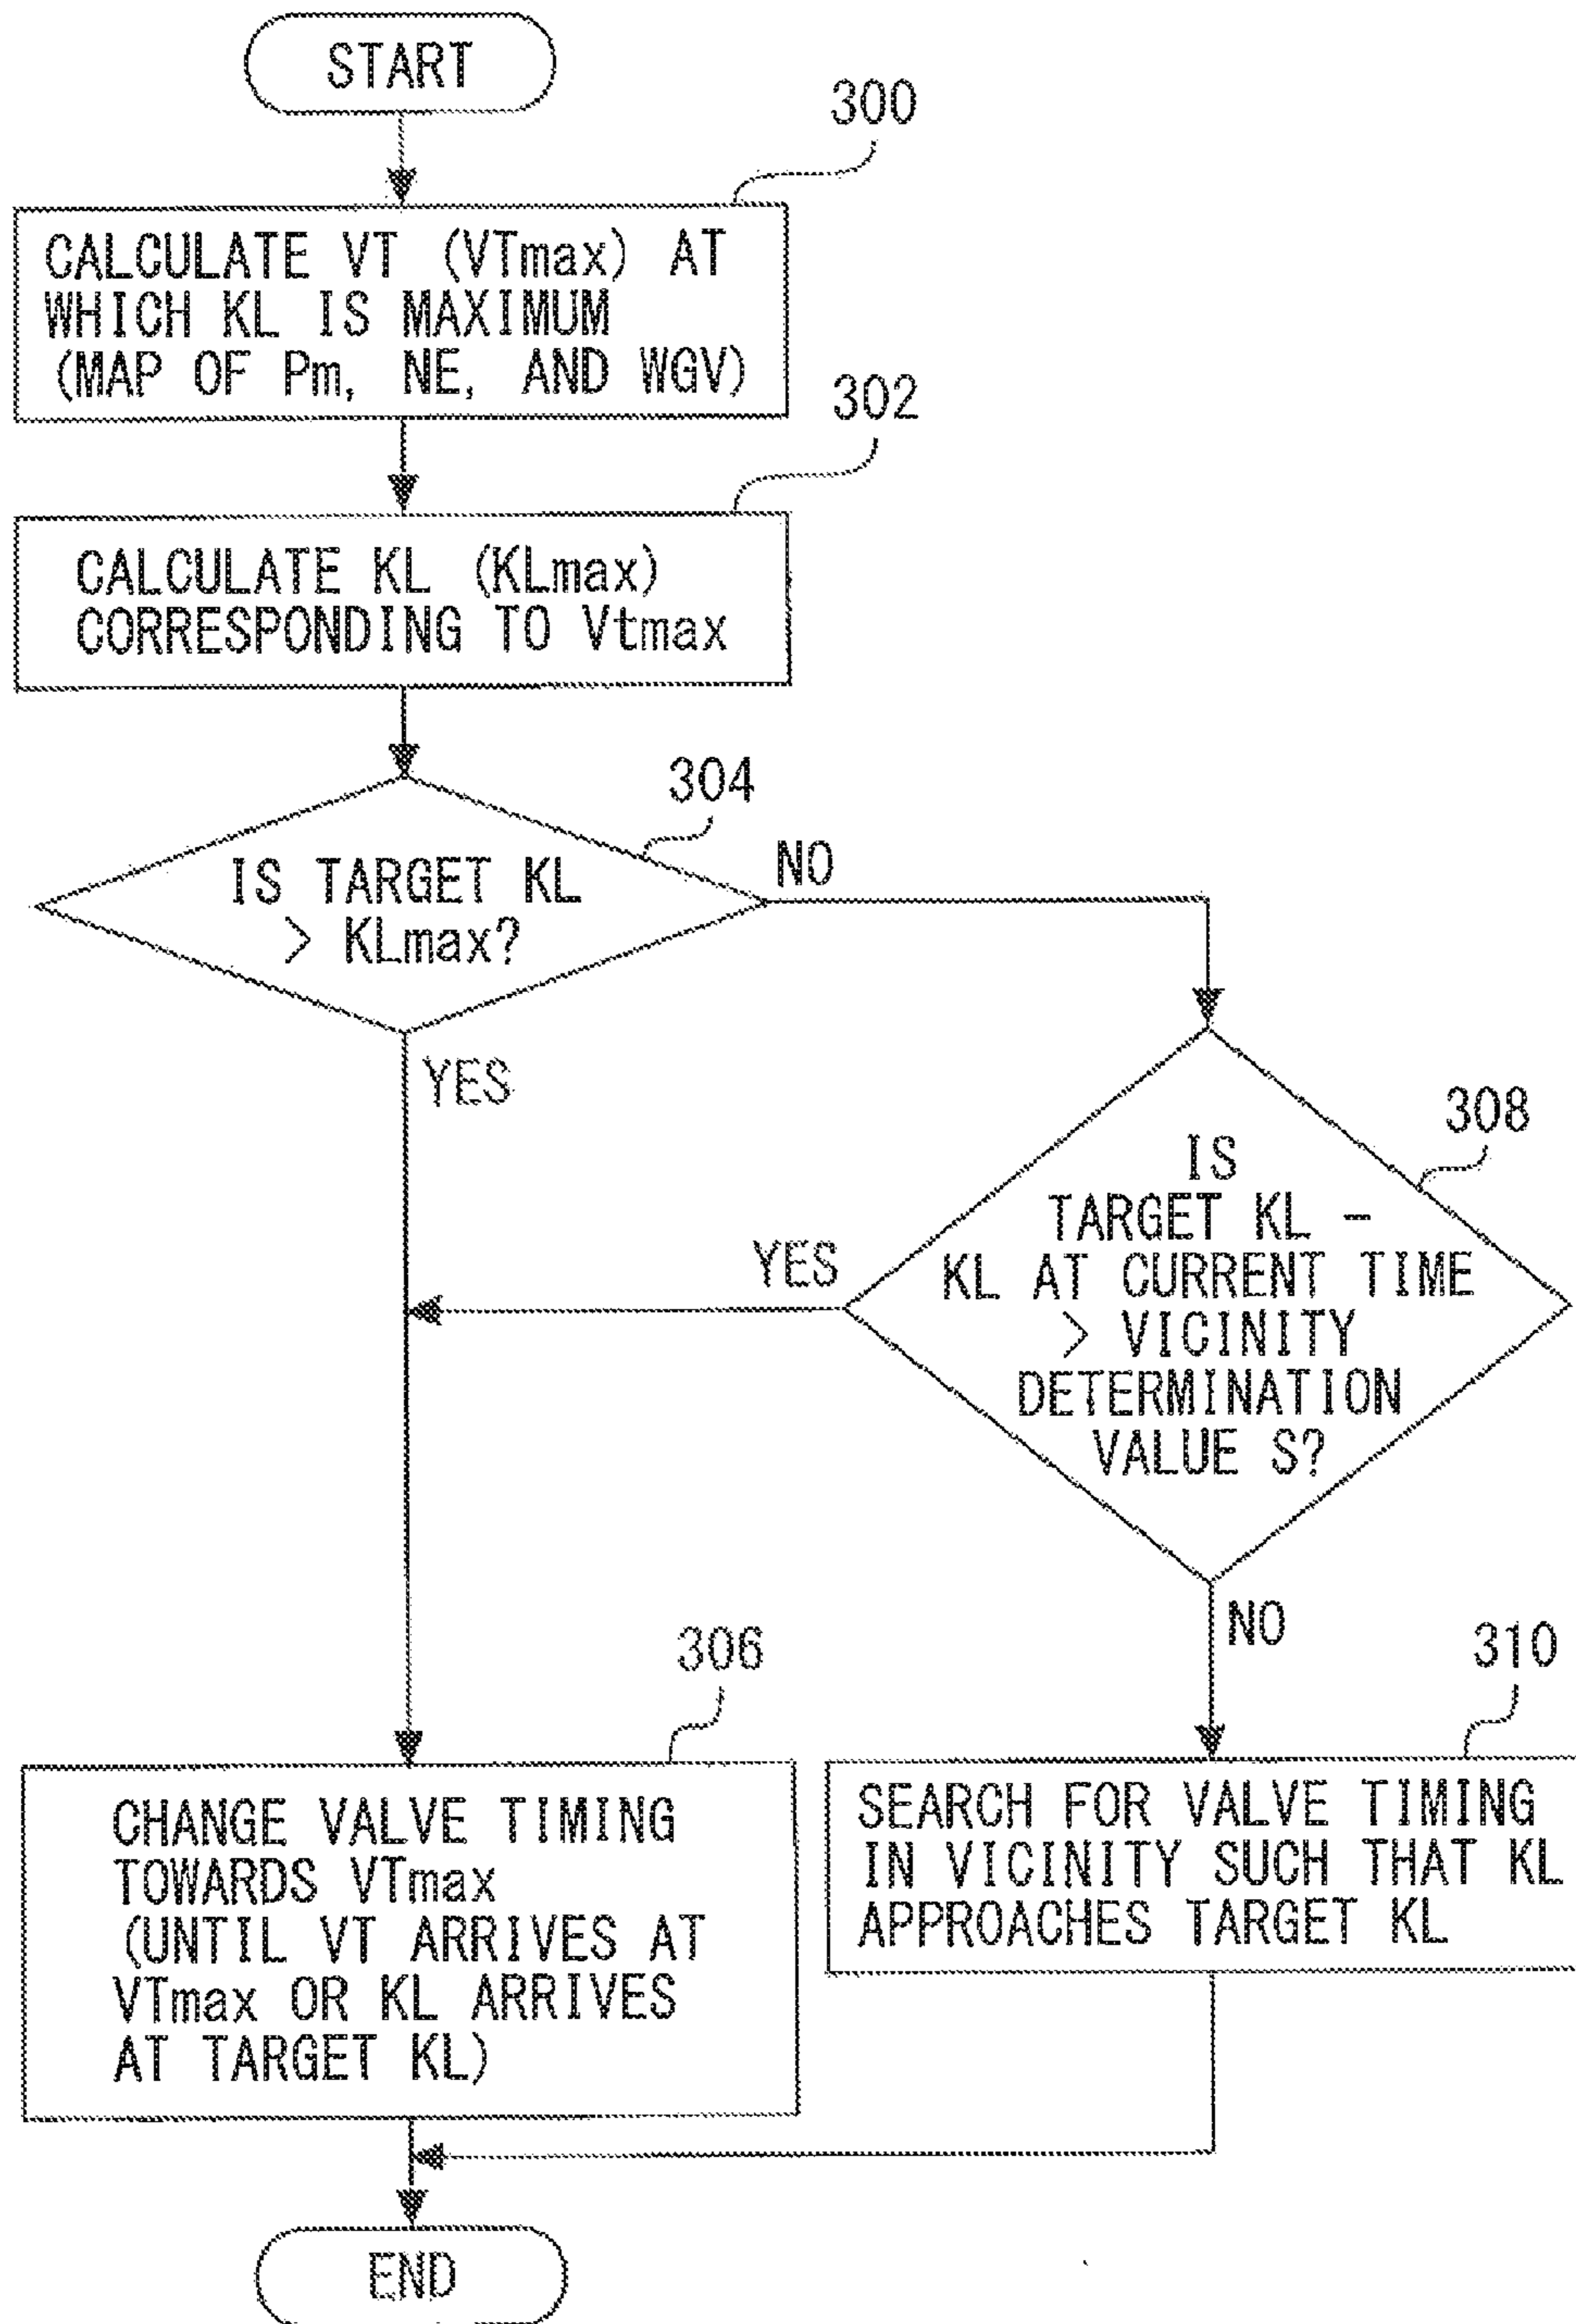 START
300
CALCULATE VT (VTmax) AT
WHICH KL IS MAXIMUM
(MAP OF Pm, NE, AND WGV)
302
CALCULATE KL (KLmax)
CORRESPONDING TO Vtmax
304
IS TARGET KL
> KLmax?
NO
YES
308
IS
TARGET KL -
KL AT CURRENT TIME
> VICINITY
DETERMINATION
VALUE S?
YES
NO
306
CHANGE VALVE TIMING
TOWARDS VTmax
(UNTIL VT ARRIVES AT
VTmax OR KL ARRIVES
AT TARGET KL)
310
SEARCH FOR VALVE TIMING
IN VICINITY SUCH THAT KL
APPROACHES TARGET KL
END